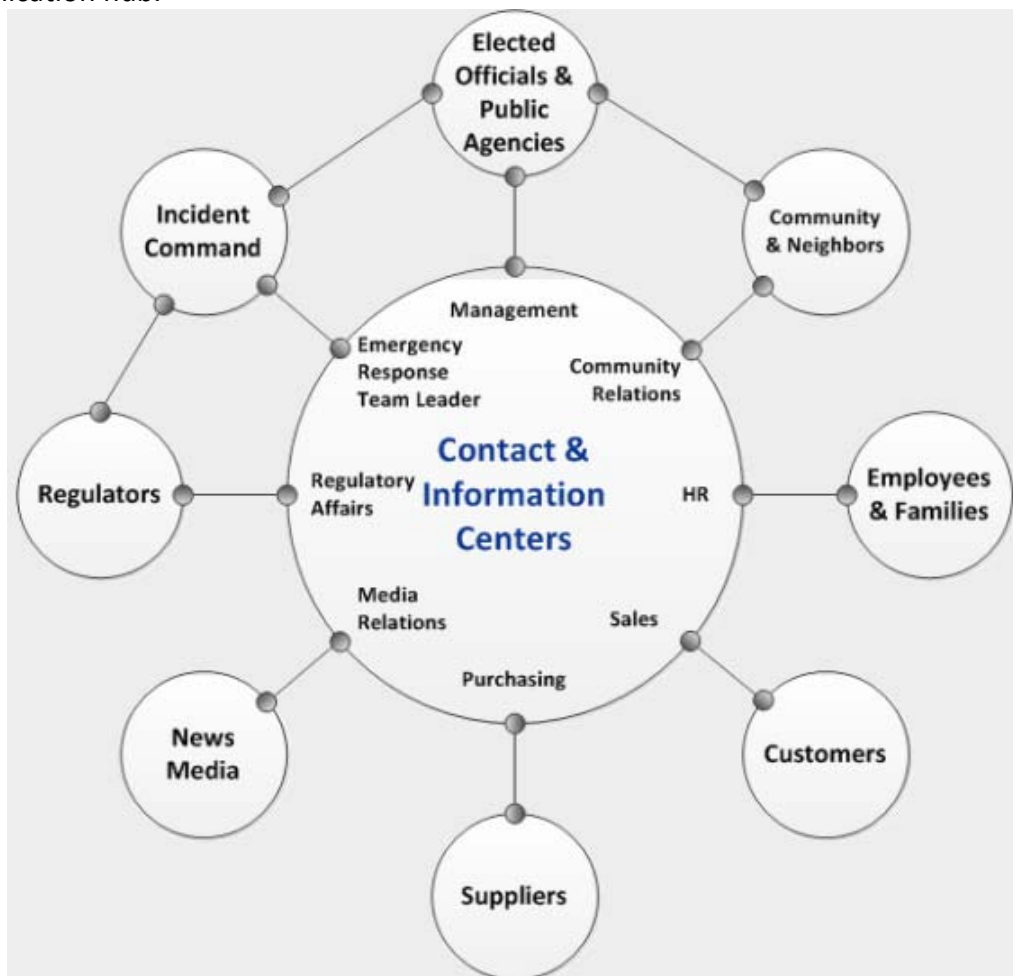 Elected
Officials &
Public
Agencies
Incident
Command
Community
& Neighbors
Management
Emergency
Response
Team Leader
Community
Relations
Contact &
Information
Centers
Regulators
Regulatory
Affairs
HR
Employees
& Families
Media
Relations
Sales
Purchasing
News
Media
Customers
Suppliers